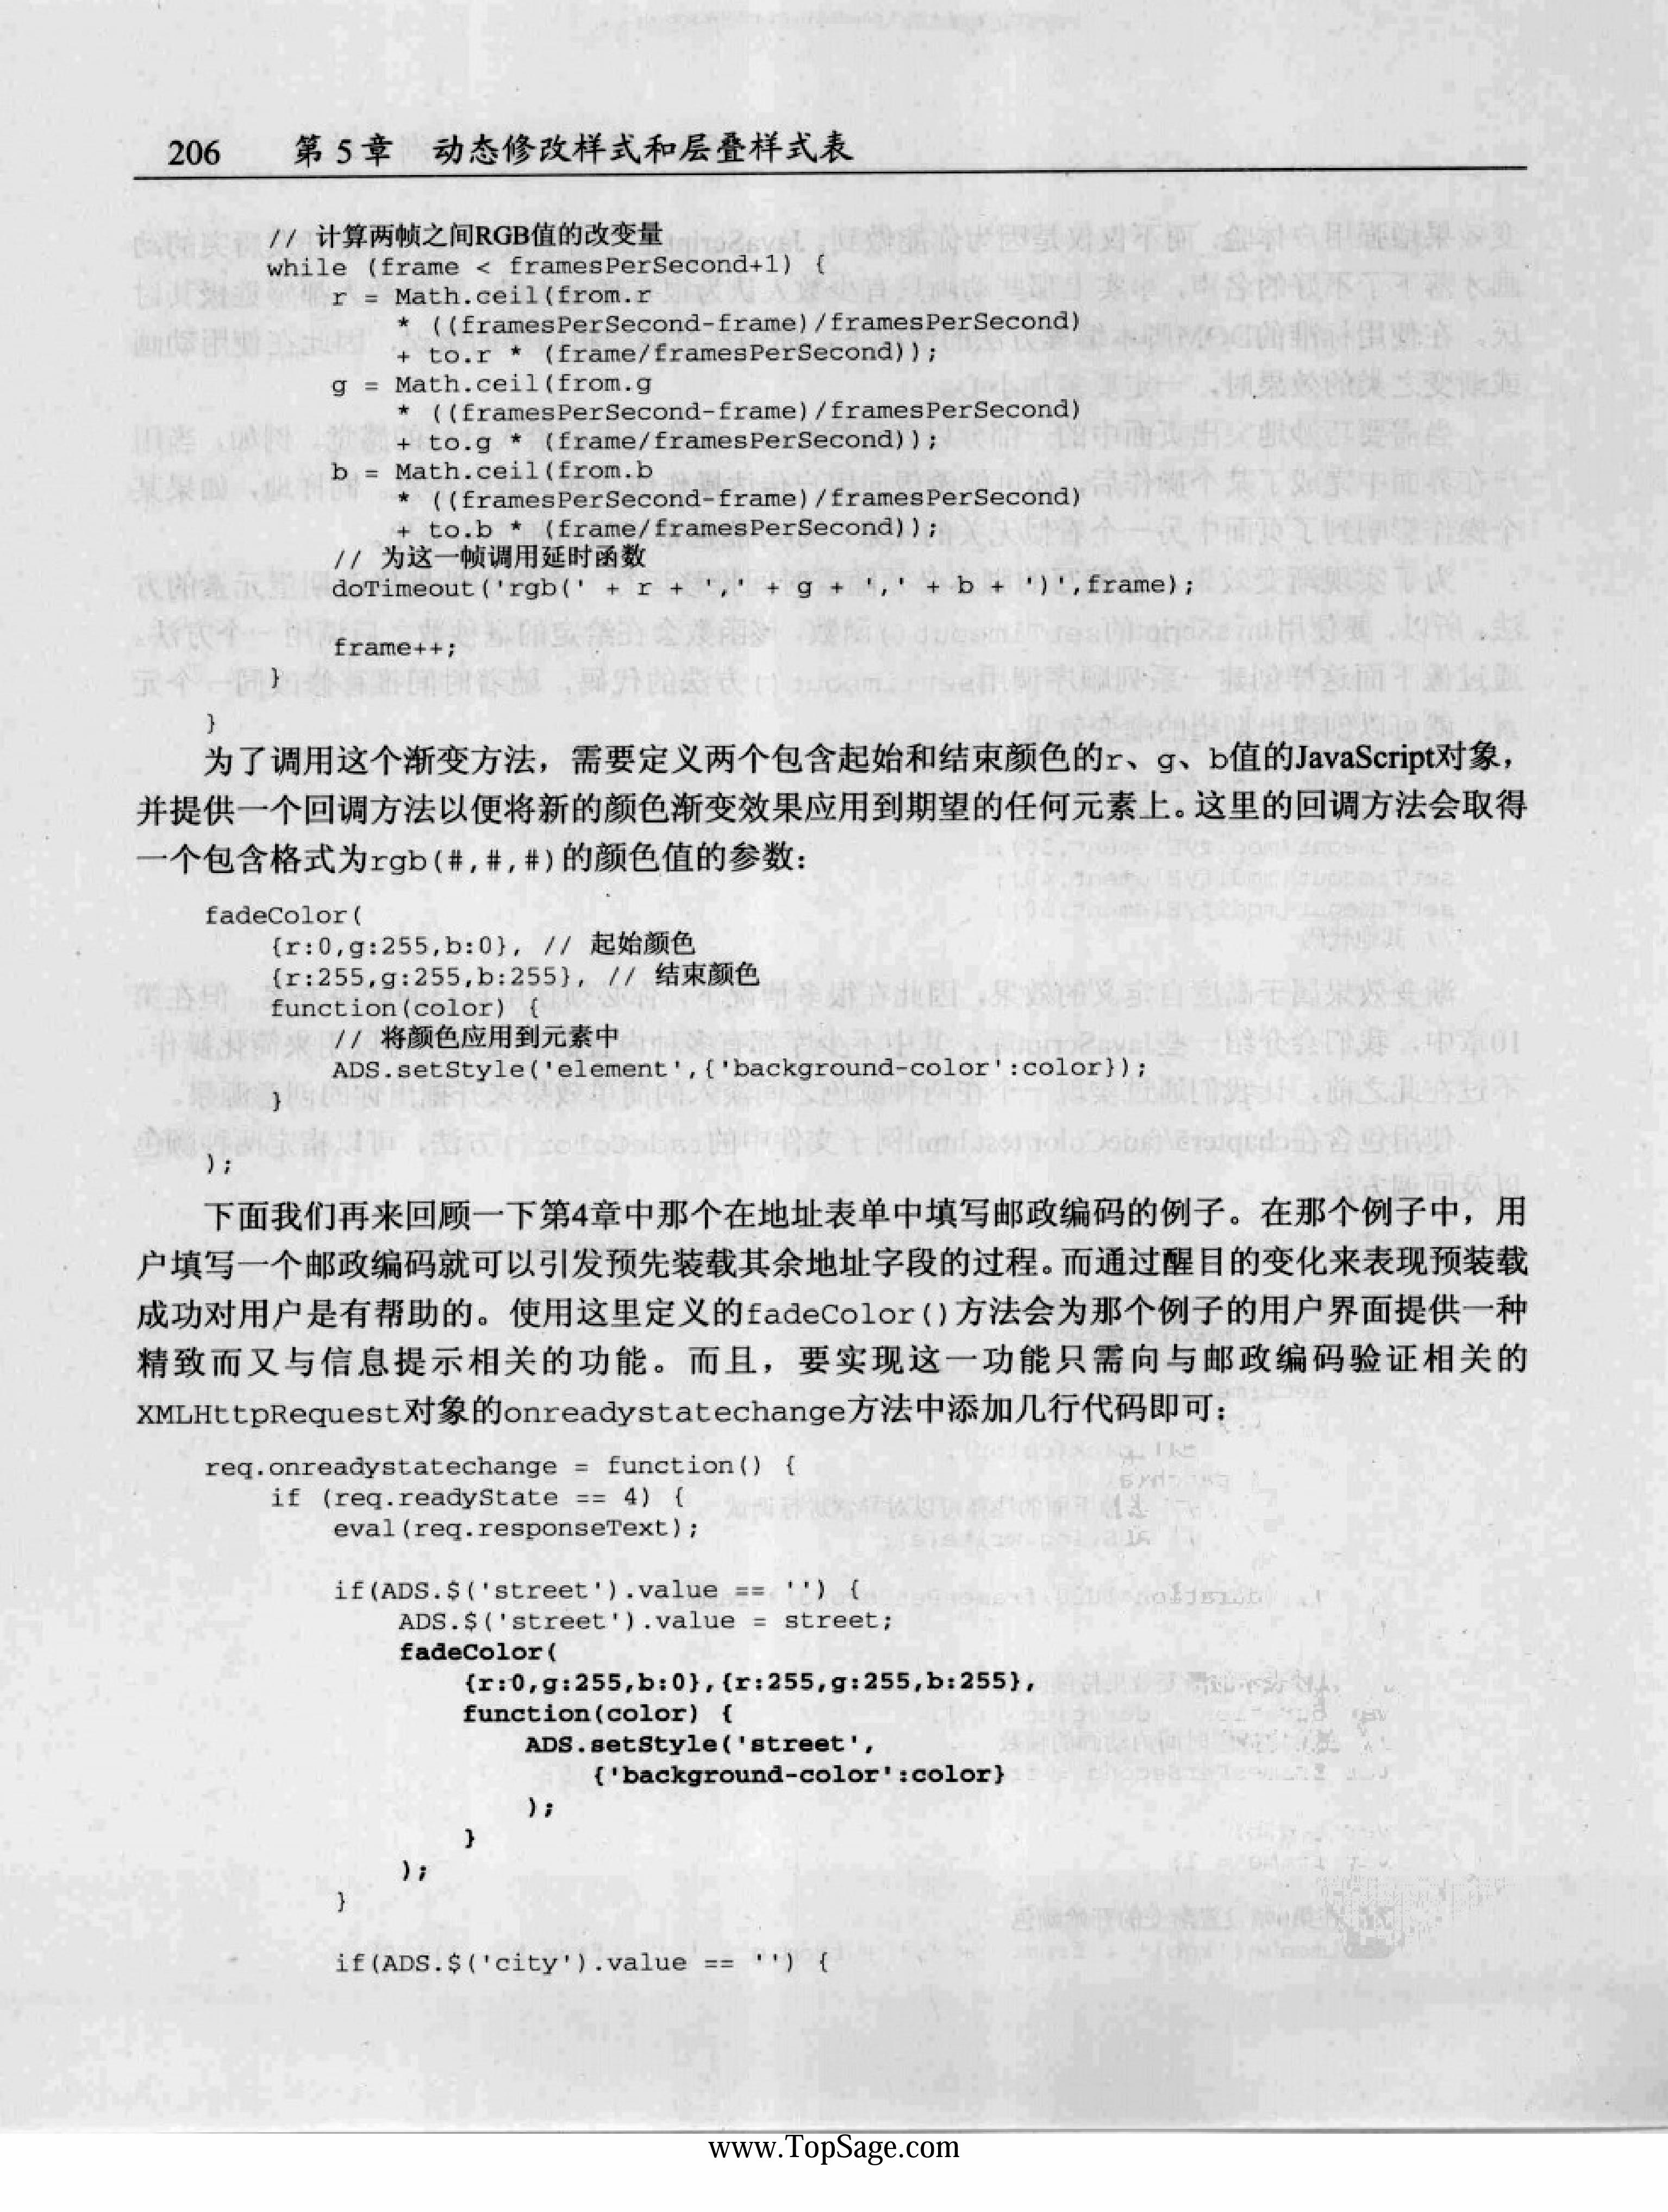 206 第 5 章 动态修改样式和层叠样式表
// 计算两帧之间RGB值的改变量
while (frame < framesPerSecond+1) {
r = Math.ceil(from.r
* ((framesPerSecond-frame)/framesPerSecond)
+ to.r * (frame/framesPerSecond));
g = Math.ceil(from.g
* ((framesPerSecond-frame)/framesPerSecond)
+ to.g * (frame/framesPerSecond));
b = Math.ceil(from.b
* ((framesPerSecond-frame)/framesPerSecond)
+ to.b * (frame/framesPerSecond));
// 为这一帧调用延时函数
doTimeout('rgb(' + r + ',' + g + ',' + b + ')',frame);
frame++;
}
}
为了调用这个渐变方法，需要定义两个包含起始和结束颜色的r、g、b值的JavaScript对象，
并提供一个回调方法以便将新的颜色渐变效果应用到期望的任何元素上。这里的回调方法会取得
一个包含格式为rgb(#,#,#)的颜色值的参数：
fadeColor(
{r:0,g:255,b:0}, // 起始颜色
{r:255,g:255,b:255}, // 结束颜色
function(color) {
// 将颜色应用到元素中
ADS.setStyle('element',{'background-color':color});
}
);
下面我们再来回顾一下第4章中那个在地址表单中填写邮政编码的例子。在那个例子中，用
户填写一个邮政编码就可以引发预先装载其余地址字段的过程。而通过醒目的变化来表现预装载
成功对用户是有帮助的。使用这里定义的fadeColor()方法会为那个例子的用户界面提供一种
精致而又与信息提示相关的功能。而且，要实现这一功能只需向与邮政编码验证相关的
XMLHttpRequest对象的onreadystatechange方法中添加几行代码即可：
req.onreadystatechange = function() {
if (req.readyState == 4) {
eval(req.responseText);
if(ADS.$('street').value == '') {
ADS.$('street').value = street;
fadeColor(
{r:0,g:255,b:0},{r:255,g:255,b:255},
function(color) {
ADS.setStyle('street',
{'background-color':color}
);
}
);
}
if(ADS.$('city').value == '') {
www.TopSage.com